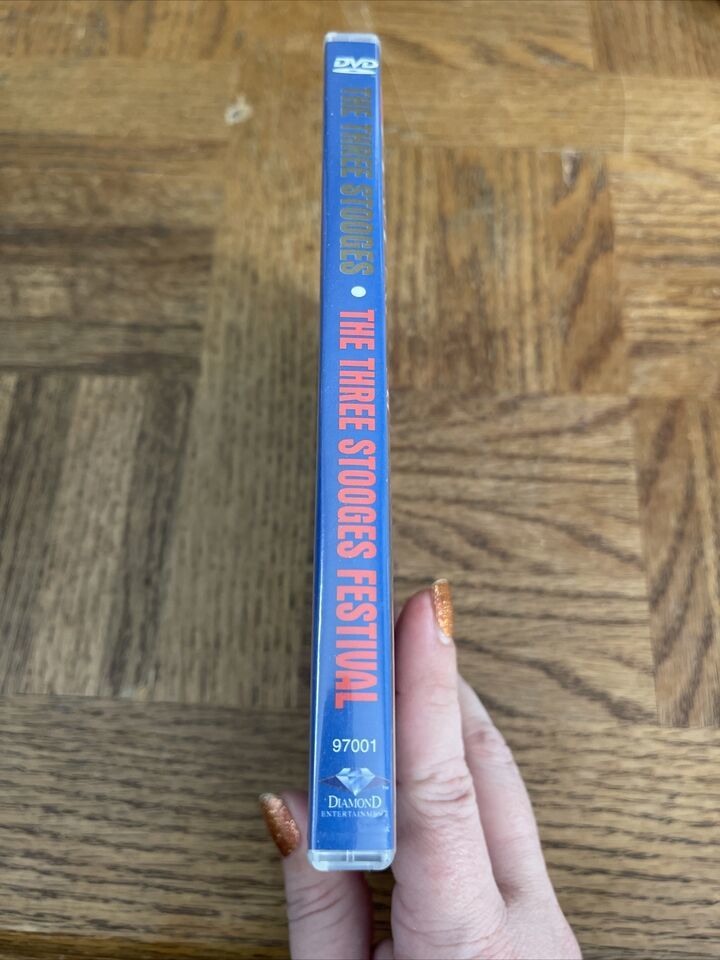 DVD
THE THREE STOOGES • THE THREE STOOGES FESTIVAL
97001
DIAMOND
ENTERTAINMENT